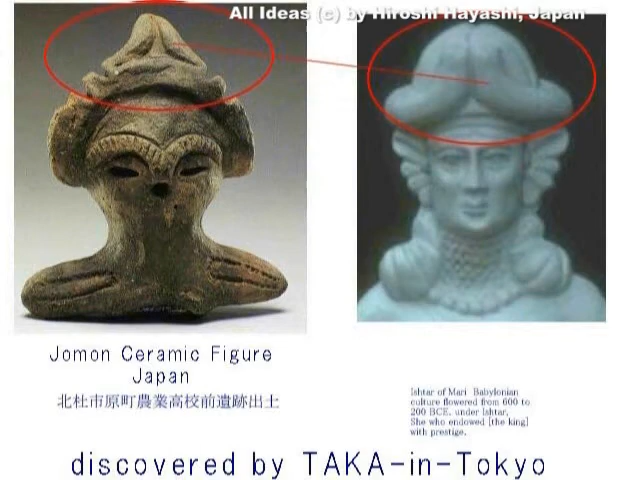 All Ideas (c) by Hiroshi Hayashi, Japan
Jomon Ceramic Figure
Japan
北杜市原町農業高校前遺跡出土
Ishtar of Mari Babylonian
culture flowered from 600 to
200 BCE. under Ishtar,
She who endowed [the king]
with prestige.
discovered by TAKA-in-Tokyo